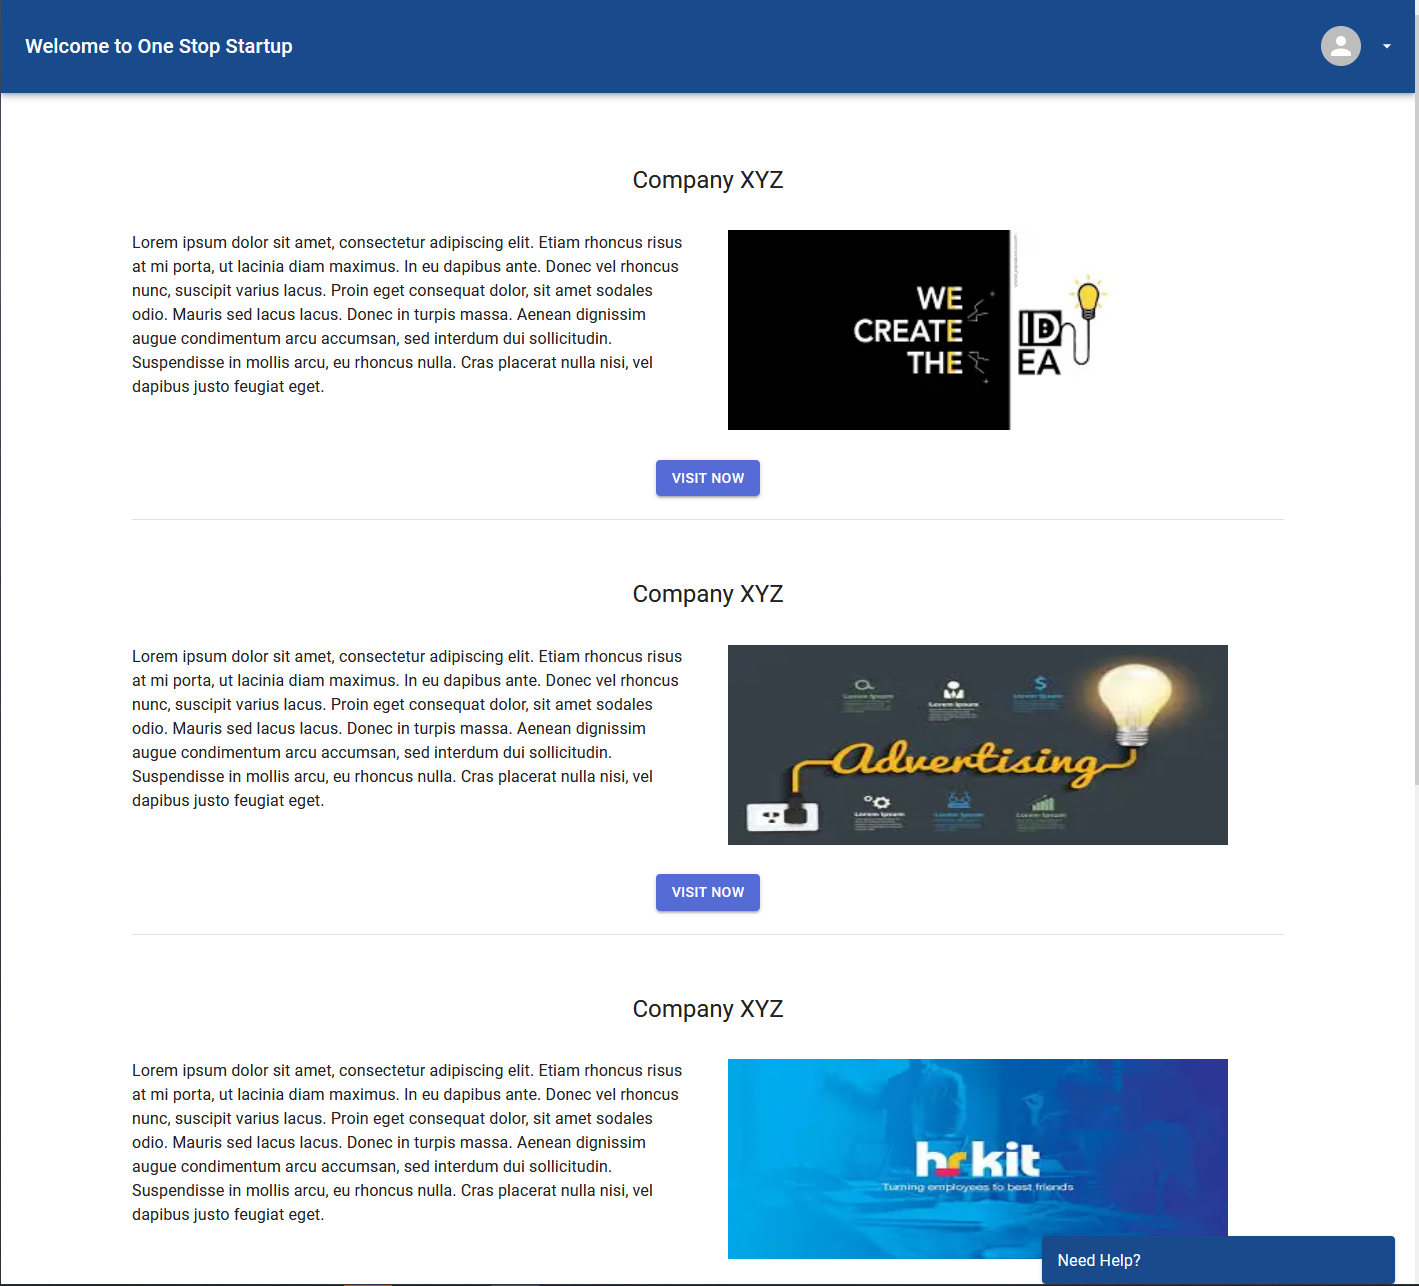 Welcome to One Stop Startup
Company XYZ
Lorem ipsum dolor sit amet, consectetur adipiscing elit. Etiam rhoncus risus
at mi porta, ut lacinia diam maximus. In eu dapibus ante. Donec vel rhoncus
nunc, suscipit varius lacus. Proin eget consequat dolor, sit amet sodales
odio. Mauris sed lacus lacus. Donec in turpis massa. Aenean dignissim
augue condimentum arcu accumsan, sed interdum dui sollicitudin.
Suspendisse in mollis arcu, eu rhoncus nulla. Cras placerat nulla nisi, vel
dapibus justo feugiat eget.
WE
CREATE
THE
ID
EA
VISIT NOW
Company XYZ
Lorem ipsum dolor sit amet, consectetur adipiscing elit. Etiam rhoncus risus
at mi porta, ut lacinia diam maximus. In eu dapibus ante. Donec vel rhoncus
nunc, suscipit varius lacus. Proin eget consequat dolor, sit amet sodales
odio. Mauris sed lacus lacus. Donec in turpis massa. Aenean dignissim
augue condimentum arcu accumsan, sed interdum dui sollicitudin.
Suspendisse in mollis arcu, eu rhoncus nulla. Cras placerat nulla nisi, vel
dapibus justo feugiat eget.
Lorem Ipsum
Lorem Ipsum
Lorem Ipsum
Advertising
Lorem Ipsum
Lorem Ipsum
Lorem Ipsum
VISIT NOW
Company XYZ
Lorem ipsum dolor sit amet, consectetur adipiscing elit. Etiam rhoncus risus
at mi porta, ut lacinia diam maximus. In eu dapibus ante. Donec vel rhoncus
nunc, suscipit varius lacus. Proin eget consequat dolor, sit amet sodales
odio. Mauris sed lacus lacus. Donec in turpis massa. Aenean dignissim
augue condimentum arcu accumsan, sed interdum dui sollicitudin.
Suspendisse in mollis arcu, eu rhoncus nulla. Cras placerat nulla nisi, vel
dapibus justo feugiat eget.
hrkit
Turning employees to best friends
Need Help?